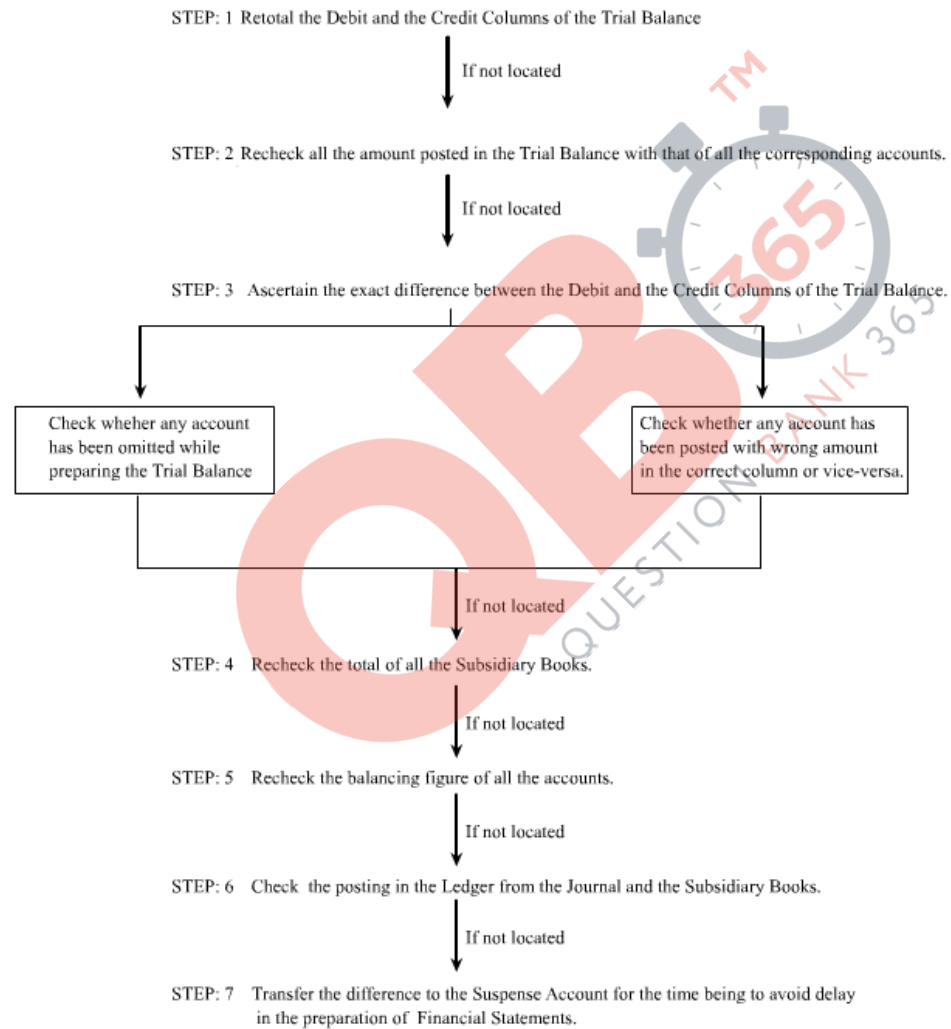 STEP: 1 Retotal the Debit and the Credit Columns of the Trial Balance
If not located
STEP: 2 Recheck all the amount posted in the Trial Balance with that of all the corresponding accounts.
If not located
STEP: 3 Ascertain the exact difference between the Debit and the Credit Columns of the Trial Balance.
Check wheher any account
has been omitted while
preparing the Trial Balance
Check whether any account has
been posted with wrong amount
in the correct column or vice-versa.
If not located
STEP: 4 Recheck the total of all the Subsidiary Books.
If not located
STEP: 5 Recheck the balancing figure of all the accounts.
If not located
STEP: 6 Check the posting in the Ledger from the Journal and the Subsidiary Books.
If not located
STEP: 7 Transfer the difference to the Suspense Account for the time being to avoid delay
in the preparation of Financial Statements.
QB
365
TM
QUESTION BANK 365